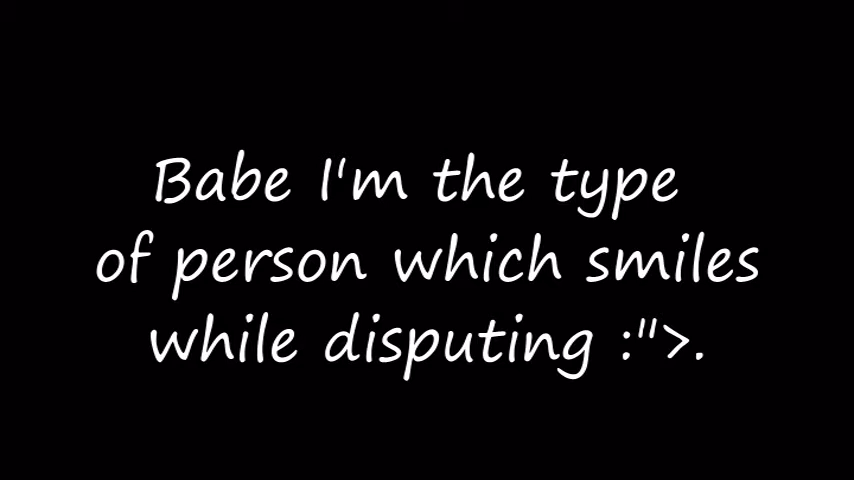 Babe I'm the type
of person which smiles
while disputing :">.